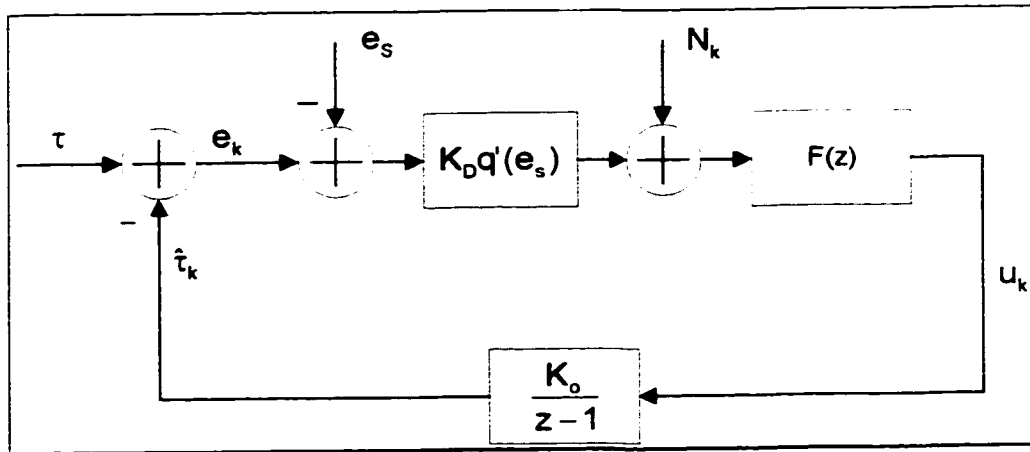 e_s
N_k
τ
e_k
K_D q'(e_s)
F(z)
−
−
τ̂_k
u_k
K_o
z − 1